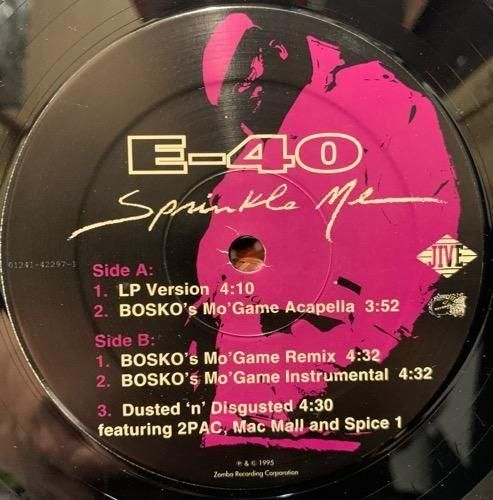 E-40
Sprinkle Me
JIVE
01241-42297-1
Side A:
1. LP Version 4:10
2. BOSKO's Mo'Game Acapella 3:52
Side B:
1. BOSKO's Mo'Game Remix 4:32
2. BOSKO's Mo'Game Instrumental 4:32
3. Dusted 'n' Disgusted 4:30
featuring 2PAC, Mac Mall and Spice 1
℗ & © 1995
Zomba Recording Corporation